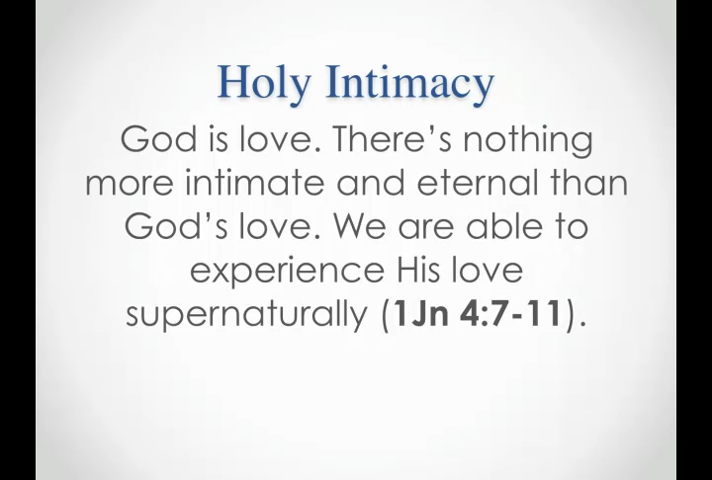 Holy Intimacy
God is love. There’s nothing
more intimate and eternal than
God’s love. We are able to
experience His love
supernaturally (1Jn 4:7-11).